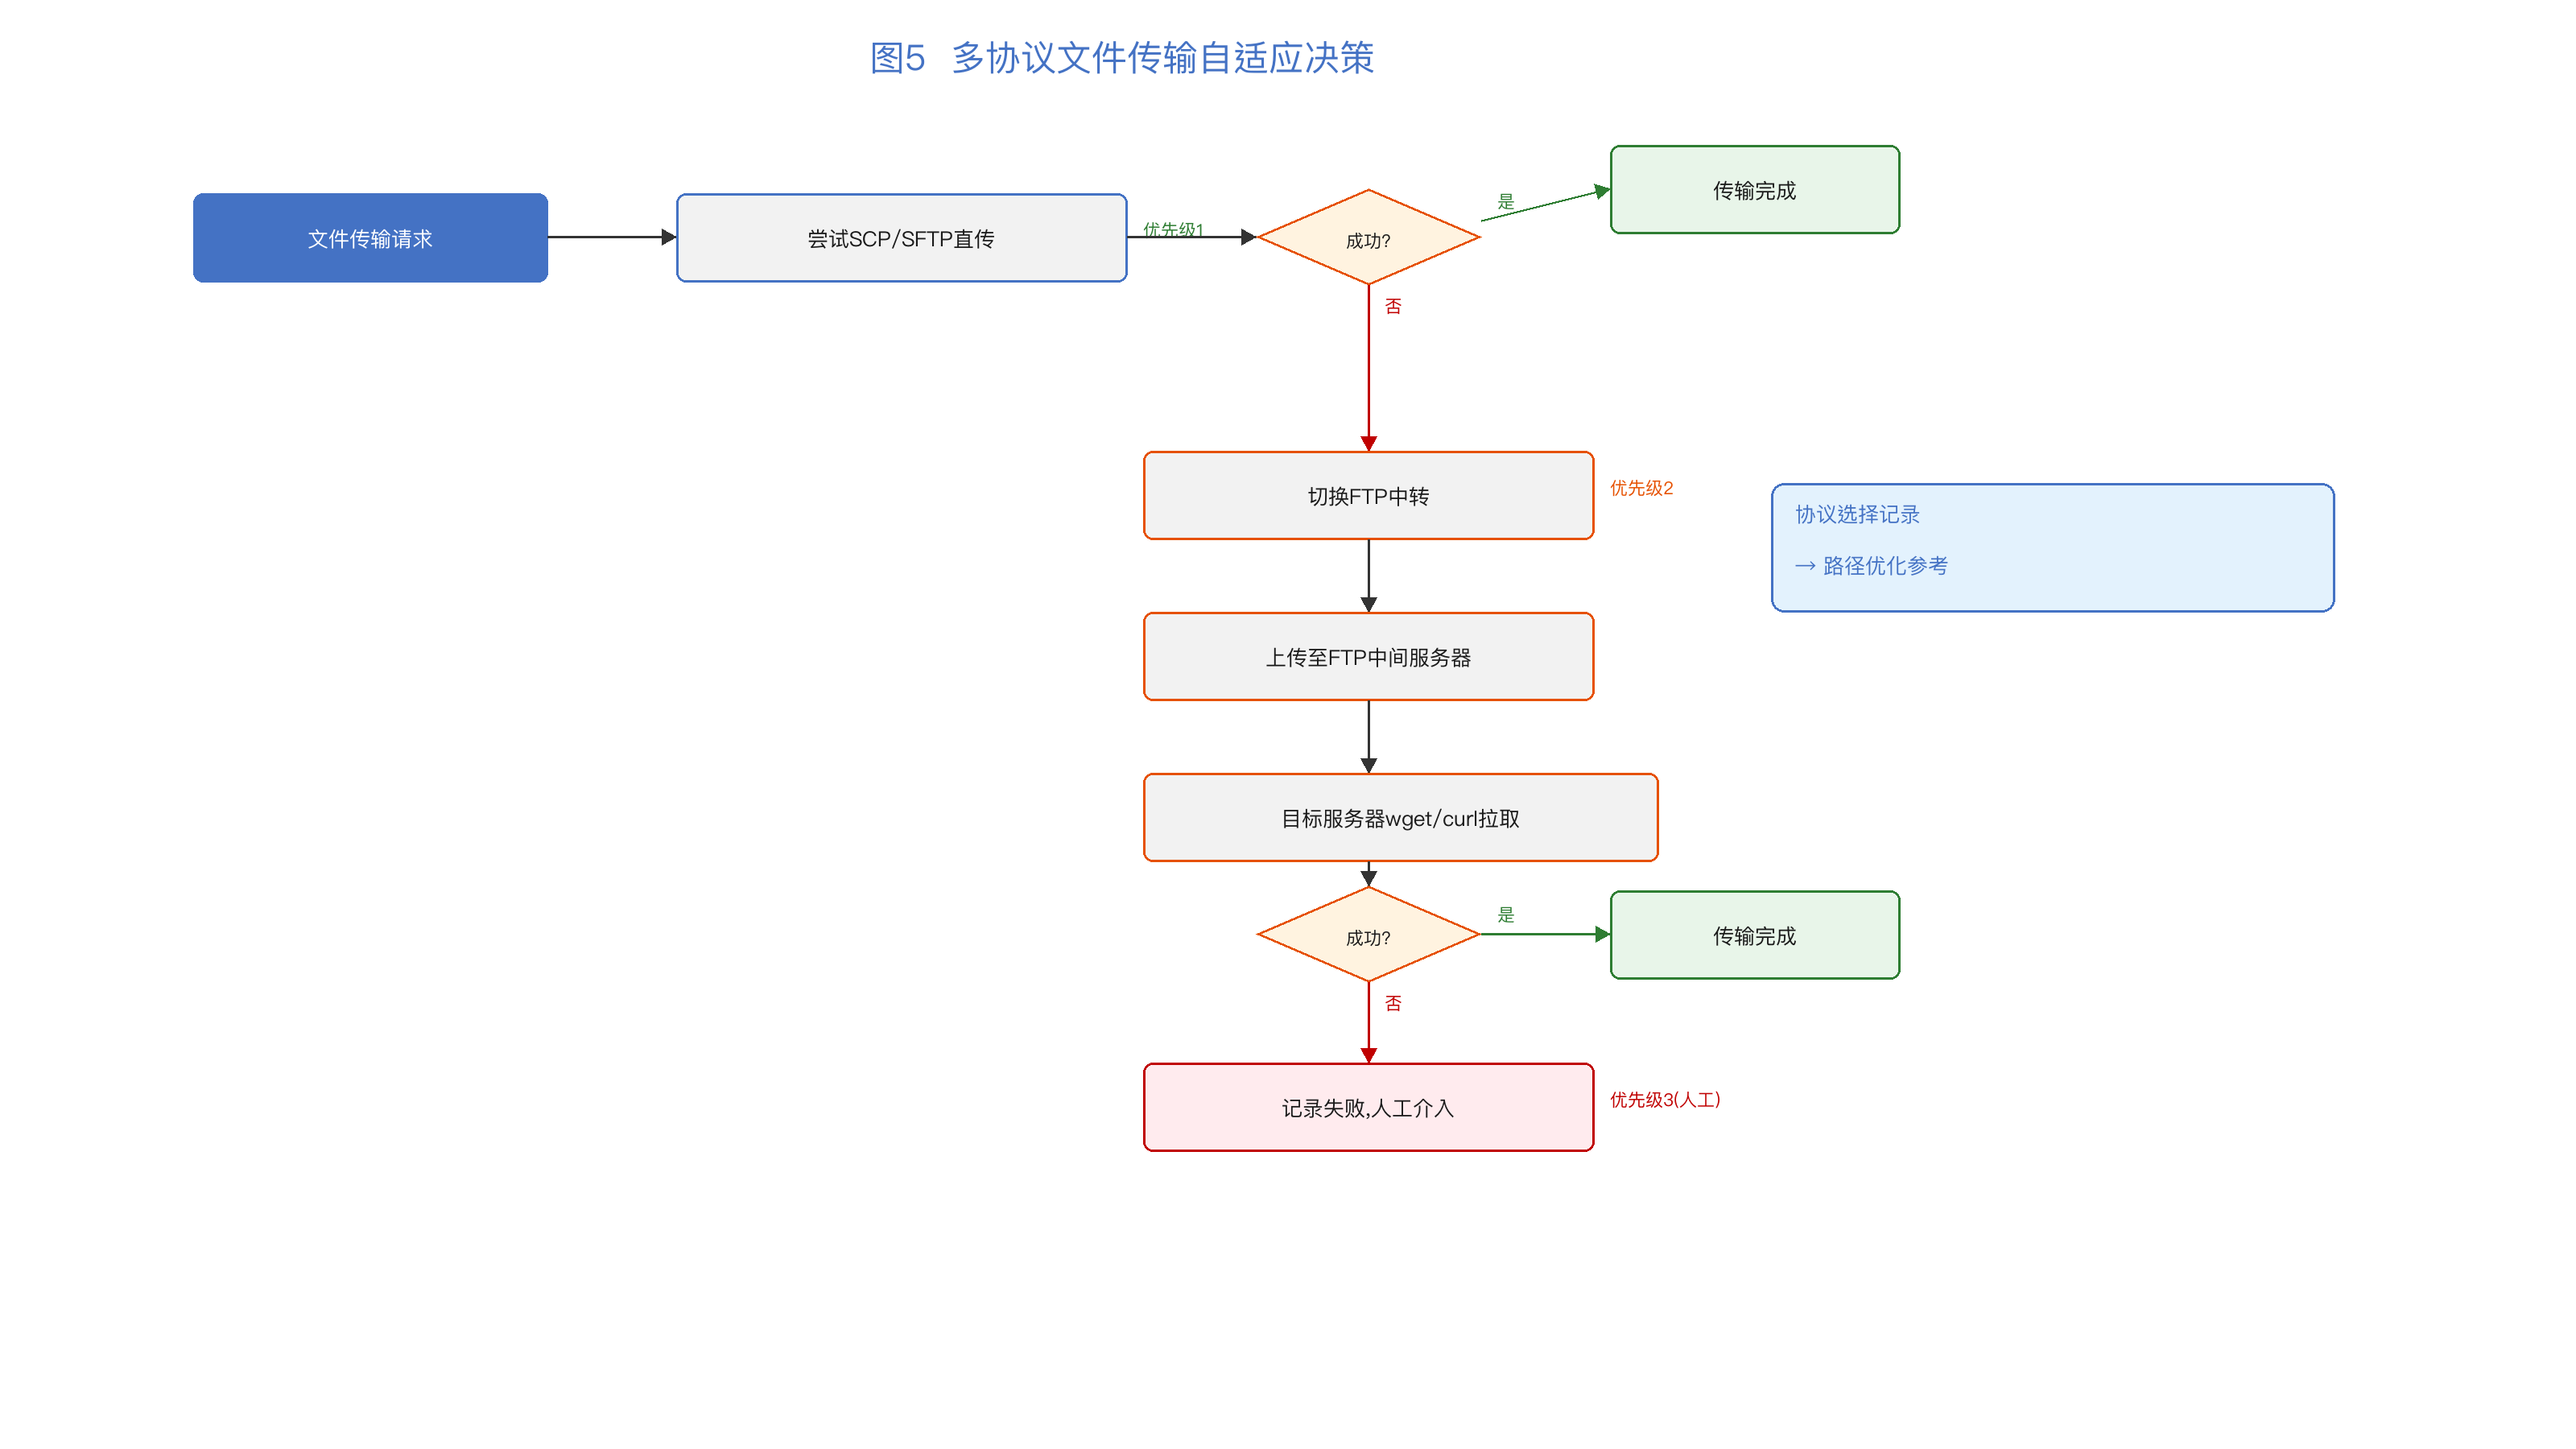 图5 多协议文件传输自适应决策
文件传输请求
尝试SCP/SFTP直传
优先级1
成功?
是
传输完成
否
切换FTP中转
优先级2
协议选择记录
→ 路径优化参考
上传至FTP中间服务器
目标服务器wget/curl拉取
成功?
是
传输完成
否
记录失败,人工介入
优先级3(人工)